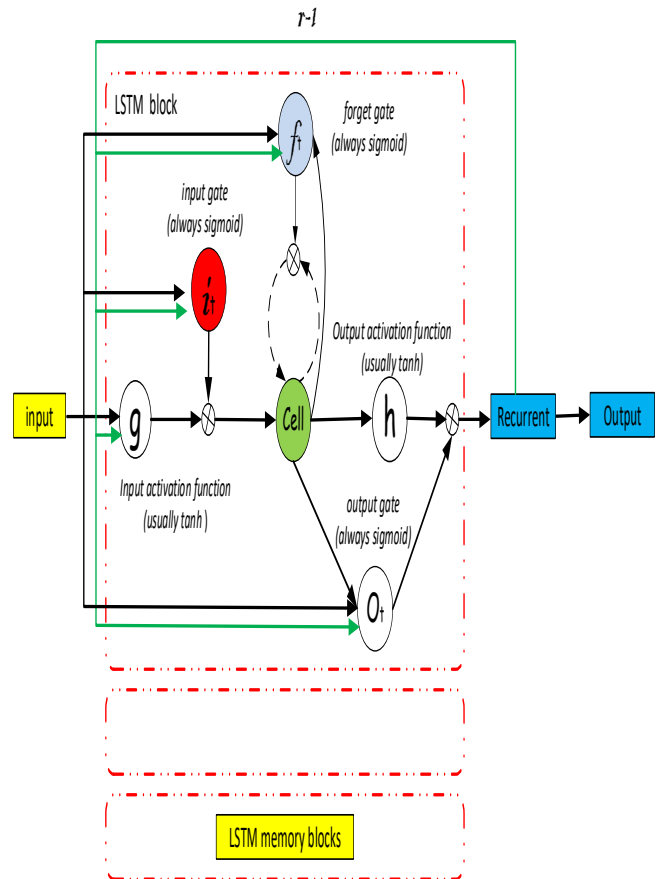 r-1
LSTM block
fₜ
forget gate
(always sigmoid)
input gate
(always sigmoid)
iₜ
Output activation function
(usually tanh)
input
g
Cell
h
Recurrent
Output
Input activation function
(usually tanh )
output gate
(always sigmoid)
Oₜ
LSTM memory blocks